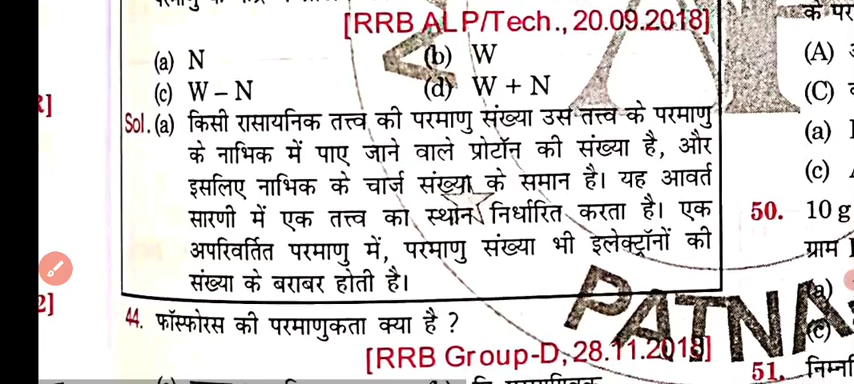 [RRB ALP/Tech., 20.09.2018]
(a) N (b) W
(c) W – N (d) W + N
Sol. (a) किसी रासायनिक तत्त्व की परमाणु संख्या उस तत्त्व के परमाणु
के नाभिक में पाए जाने वाले प्रोटॉन की संख्या है, और
इसलिए नाभिक के चार्ज संख्या के समान है। यह आवर्त
सारणी में एक तत्त्व का स्थान निर्धारित करता है। एक
अपरिवर्तित परमाणु में, परमाणु संख्या भी इलेक्ट्रॉनों की
संख्या के बराबर होती है।
44. फॉस्फोरस की परमाणुकता क्या है ?
[RRB Group-D, 28.11.2018]
के पर
(A)
(C)
(a)
(c)
50. 10 g
ग्राम
(a)
(c)
51. निम्न
PATNA